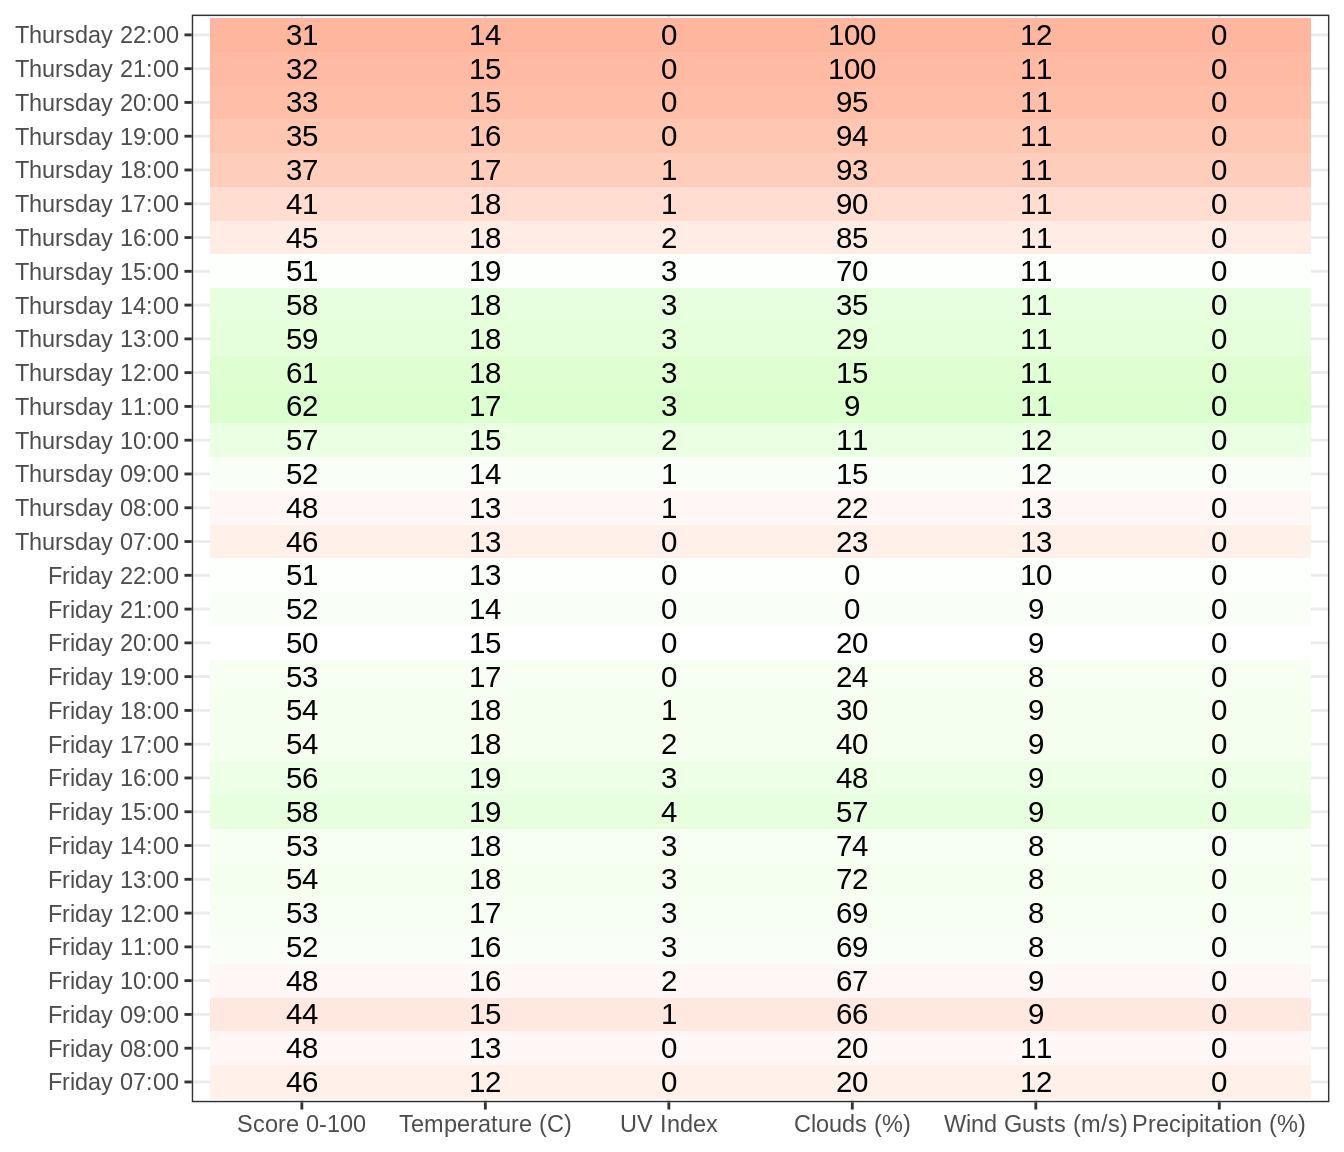 Thursday 22:00 31 14 0 100 12 0
Thursday 21:00 32 15 0 100 11 0
Thursday 20:00 33 15 0 95 11 0
Thursday 19:00 35 16 0 94 11 0
Thursday 18:00 37 17 1 93 11 0
Thursday 17:00 41 18 1 90 11 0
Thursday 16:00 45 18 2 85 11 0
Thursday 15:00 51 19 3 70 11 0
Thursday 14:00 58 18 3 35 11 0
Thursday 13:00 59 18 3 29 11 0
Thursday 12:00 61 18 3 15 11 0
Thursday 11:00 62 17 3 9 11 0
Thursday 10:00 57 15 2 11 12 0
Thursday 09:00 52 14 1 15 12 0
Thursday 08:00 48 13 1 22 13 0
Thursday 07:00 46 13 0 23 13 0
Friday 22:00 51 13 0 0 10 0
Friday 21:00 52 14 0 0 9 0
Friday 20:00 50 15 0 20 9 0
Friday 19:00 53 17 0 24 8 0
Friday 18:00 54 18 1 30 9 0
Friday 17:00 54 18 2 40 9 0
Friday 16:00 56 19 3 48 9 0
Friday 15:00 58 19 4 57 9 0
Friday 14:00 53 18 3 74 8 0
Friday 13:00 54 18 3 72 8 0
Friday 12:00 53 17 3 69 8 0
Friday 11:00 52 16 3 69 8 0
Friday 10:00 48 16 2 67 9 0
Friday 09:00 44 15 1 66 9 0
Friday 08:00 48 13 0 20 11 0
Friday 07:00 46 12 0 20 12 0
Score 0-100 Temperature (C) UV Index Clouds (%) Wind Gusts (m/s) Precipitation (%)